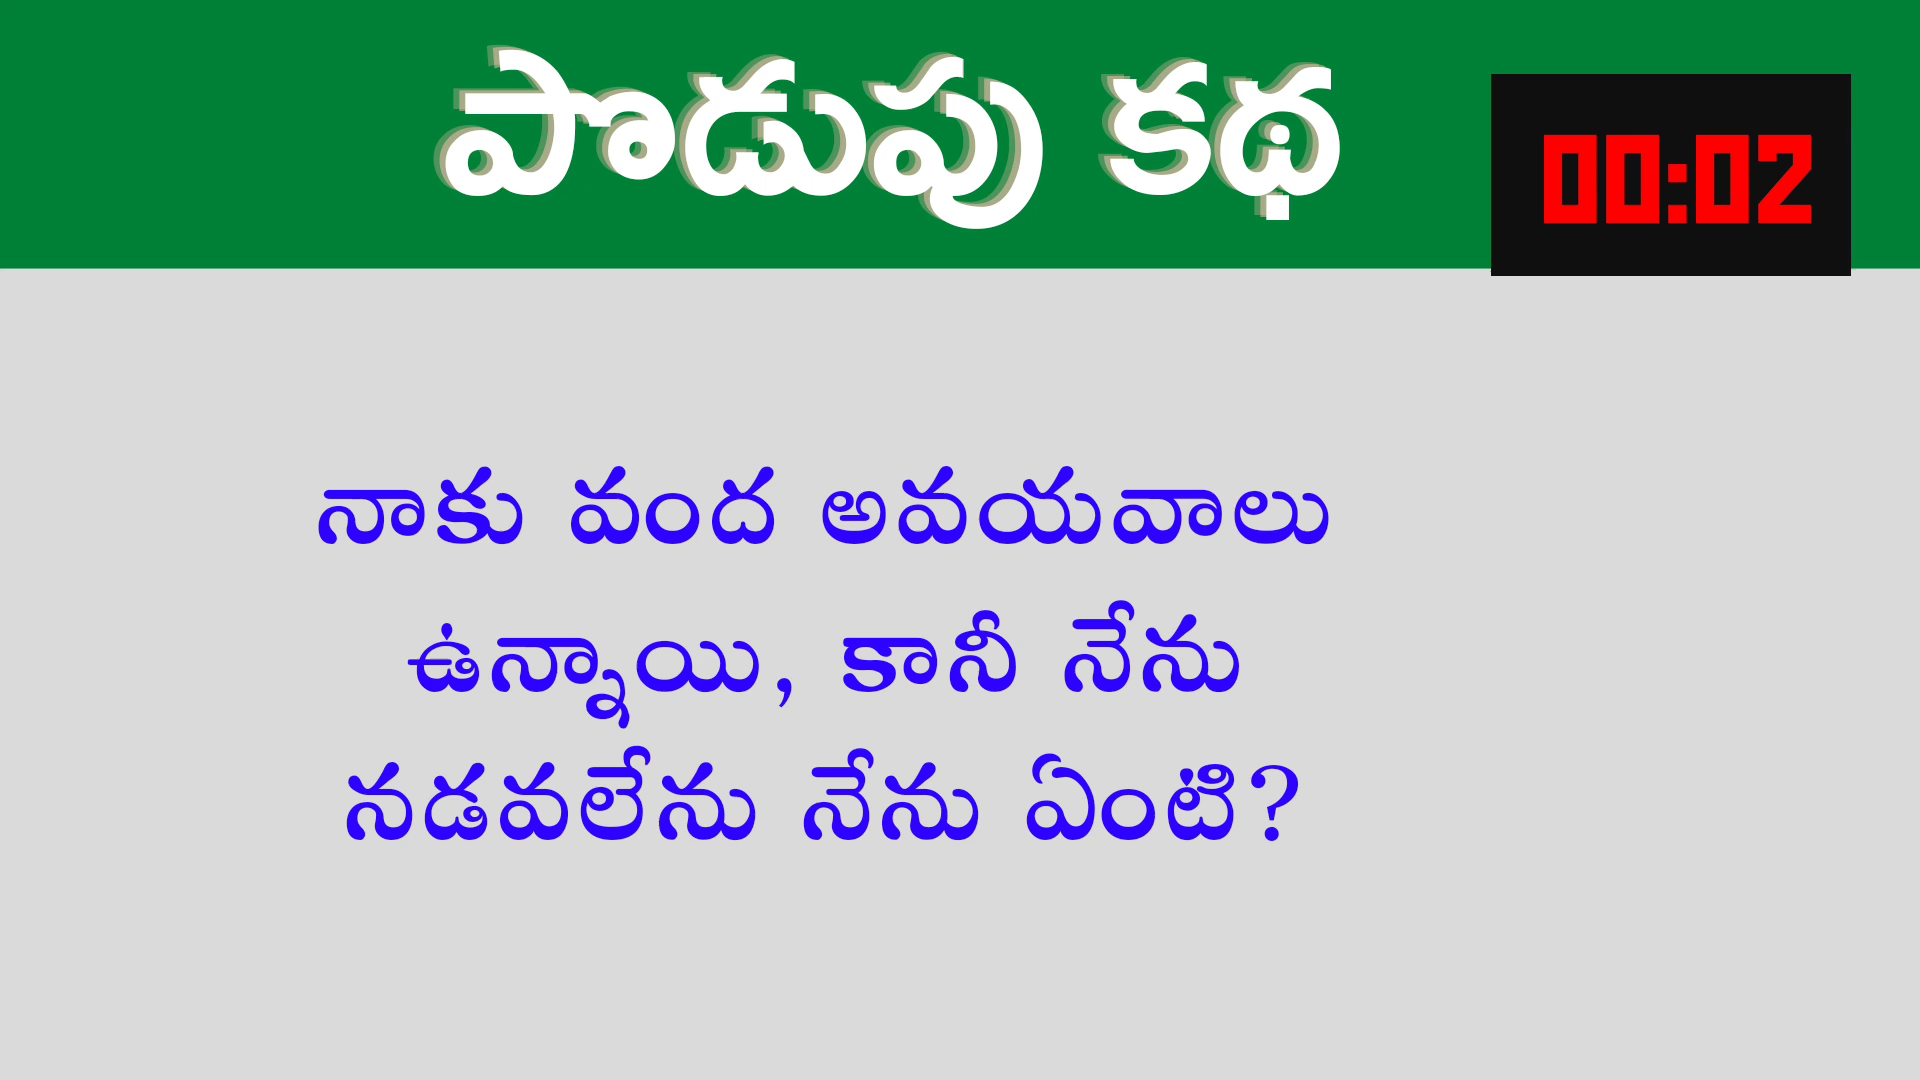 పొడుపు కథ
00:02
నాకు వంద అవయవాలు
ఉన్నాయి, కానీ నేను
నడవలేను నేను ఏంటి?